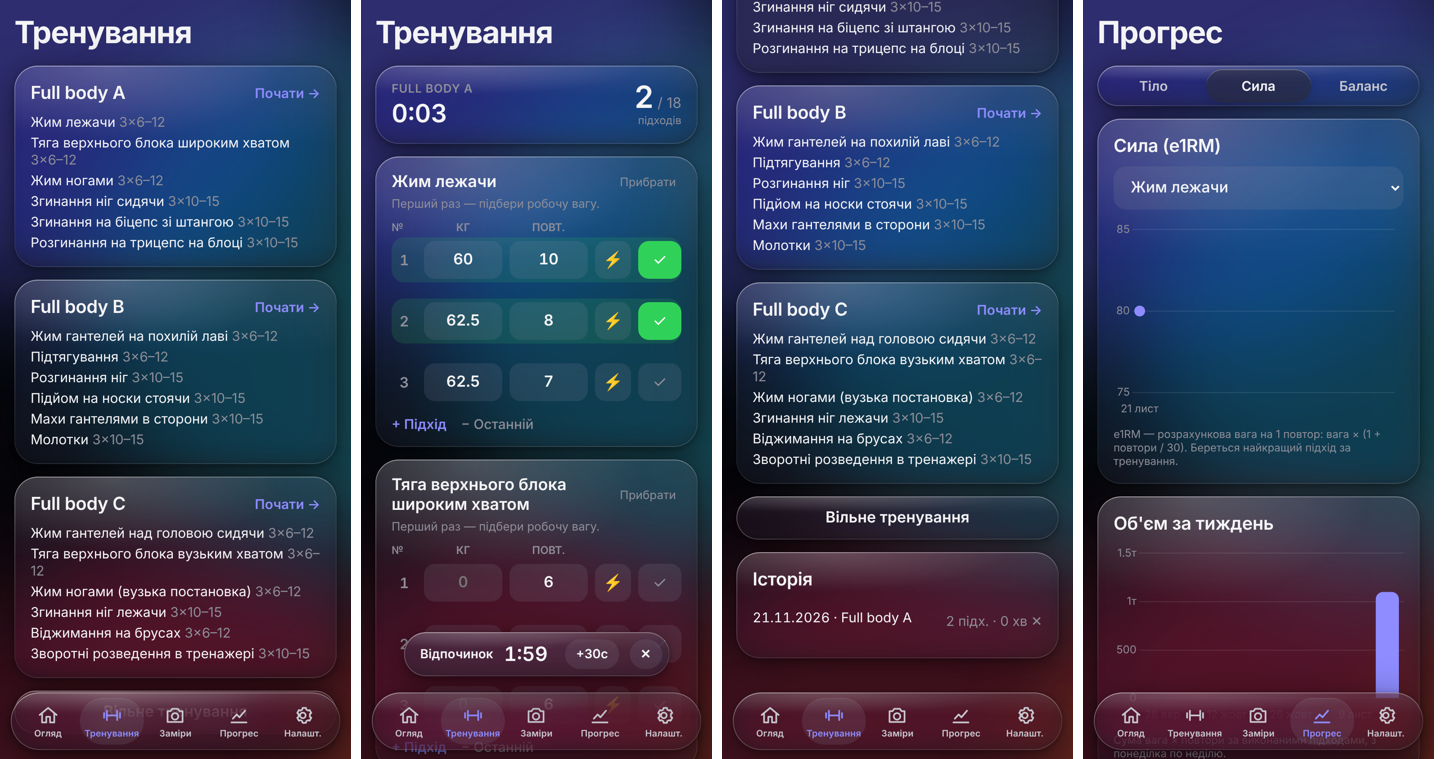 Тренування
Full body A
Почати →
Жим лежачи 3×6–12
Тяга верхнього блока широким хватом
3×6–12
Жим ногами 3×6–12
Згинання ніг сидячи 3×10–15
Згинання на біцепс зі штангою 3×10–15
Розгинання на трицепс на блоці 3×10–15
Full body B
Почати →
Жим гантелей на похилій лаві 3×6–12
Підтягування 3×6–12
Розгинання ніг 3×10–15
Підйом на носки стоячи 3×10–15
Махи гантелями в сторони 3×10–15
Молотки 3×10–15
Full body C
Почати →
Жим гантелей над головою сидячи 3×6–12
Тяга верхнього блока вузьким хватом 3×6–
12
Жим ногами (вузька постановка) 3×6–12
Згинання ніг лежачи 3×10–15
Віджимання на брусах 3×6–12
Зворотні розведення в тренажері 3×10–15
Вільне тренування
Огляд Тренування Заміри Прогрес Налашт.
Тренування
FULL BODY A
0:03
2 / 18
підходів
Жим лежачи
Прибрати
Перший раз — підбери робочу вагу.
№ КГ ПОВТ.
1 60 10 ⚡ ✓
2 62.5 8 ⚡ ✓
3 62.5 7 ⚡ ✓
+ Підхід − Останній
Тяга верхнього блока
широким хватом
Прибрати
Перший раз — підбери робочу вагу.
№ КГ ПОВТ.
1 0 6 ⚡ ✓
2
Відпочинок 1:59 +30с ✕
3 0 6 ⚡ ✓
+ Підхід − Останній
Огляд Тренування Заміри Прогрес Налашт.
Згинання ніг сидячи 3×10–15
Згинання на біцепс зі штангою 3×10–15
Розгинання на трицепс на блоці 3×10–15
Full body B
Почати →
Жим гантелей на похилій лаві 3×6–12
Підтягування 3×6–12
Розгинання ніг 3×10–15
Підйом на носки стоячи 3×10–15
Махи гантелями в сторони 3×10–15
Молотки 3×10–15
Full body C
Почати →
Жим гантелей над головою сидячи 3×6–12
Тяга верхнього блока вузьким хватом 3×6–
12
Жим ногами (вузька постановка) 3×6–12
Згинання ніг лежачи 3×10–15
Віджимання на брусах 3×6–12
Зворотні розведення в тренажері 3×10–15
Вільне тренування
Історія
21.11.2026 · Full body A
2 підх. · 0 хв ✕
Огляд Тренування Заміри Прогрес Налашт.
Прогрес
Тіло Сила Баланс
Сила (e1RM)
Жим лежачи
85
80
75
21 лист
e1RM — розрахункова вага на 1 повтор: вага × (1 +
повтори / 30). Береться найкращий підхід за
тренування.
Об'єм за тиждень
1.5т
1т
500
0
Огляд Тренування Заміри Прогрес Налашт.
Сума вага × повтори за виконаними підходами, з
понеділка по неділю.